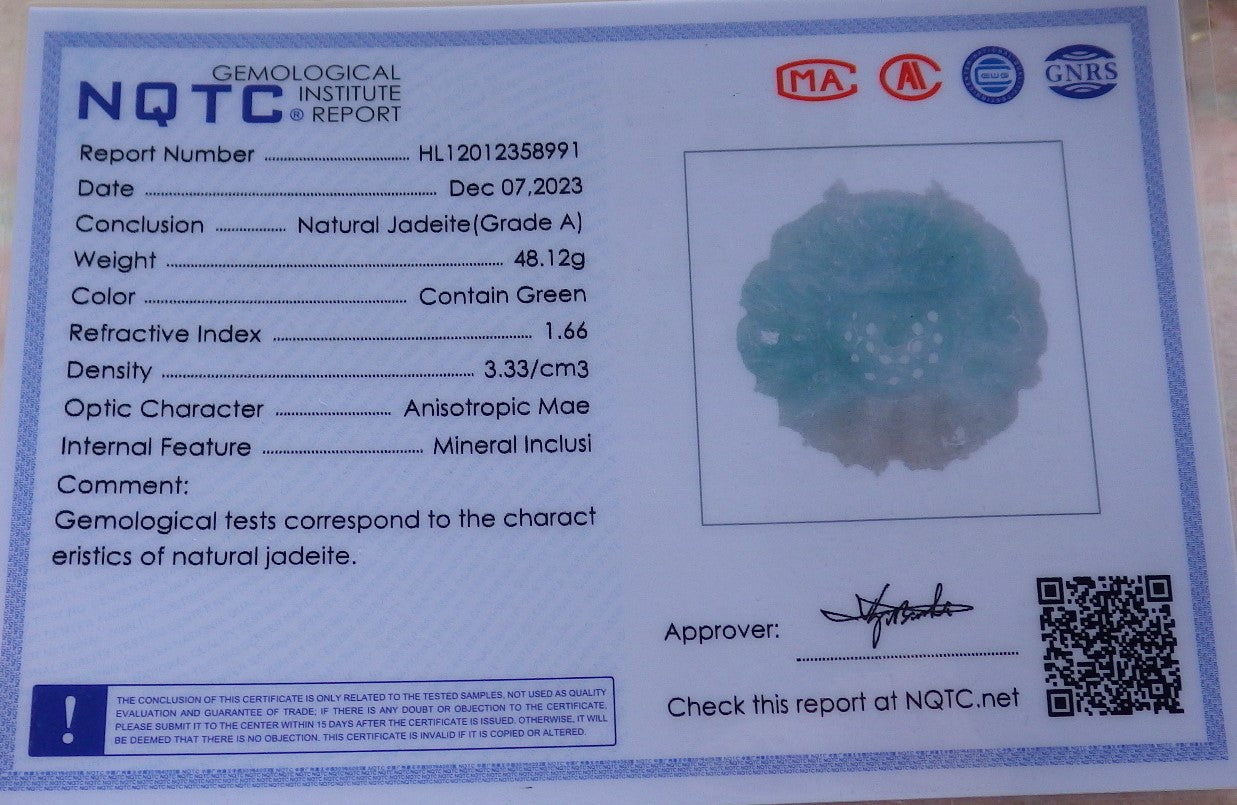 GEMOLOGICAL
NQTC® INSTITUTE
REPORT
MA
GNRS
Report Number ........ HL12012358991
Date ........ Dec 07,2023
Conclusion ........ Natural Jadeite(Grade A)
Weight ........ 48.12g
Color ........ Contain Green
Refractive Index ........ 1.66
Density ........ 3.33/cm3
Optic Character ........ Anisotropic Mae
Internal Feature ........ Mineral Inclusi
Comment:
Gemological tests correspond to the charact
eristics of natural jadeite.
Approver:
Check this report at NQTC.net
!
THE CONCLUSION OF THIS CERTIFICATE IS ONLY RELATED TO THE TESTED SAMPLES, NOT USED AS QUALITY
EVALUATION AND GUARANTEE OF TRADE; IF THERE IS ANY DOUBT OR OBJECTION TO THE CERTIFICATE,
PLEASE SUBMIT IT TO THE CENTER WITHIN 15 DAYS AFTER THE CERTIFICATE IS ISSUED. OTHERWISE, IT WILL
BE DEEMED THAT THERE IS NO OBJECTION. THIS CERTIFICATE IS INVALID IF IT IS COPIED OR ALTERED.